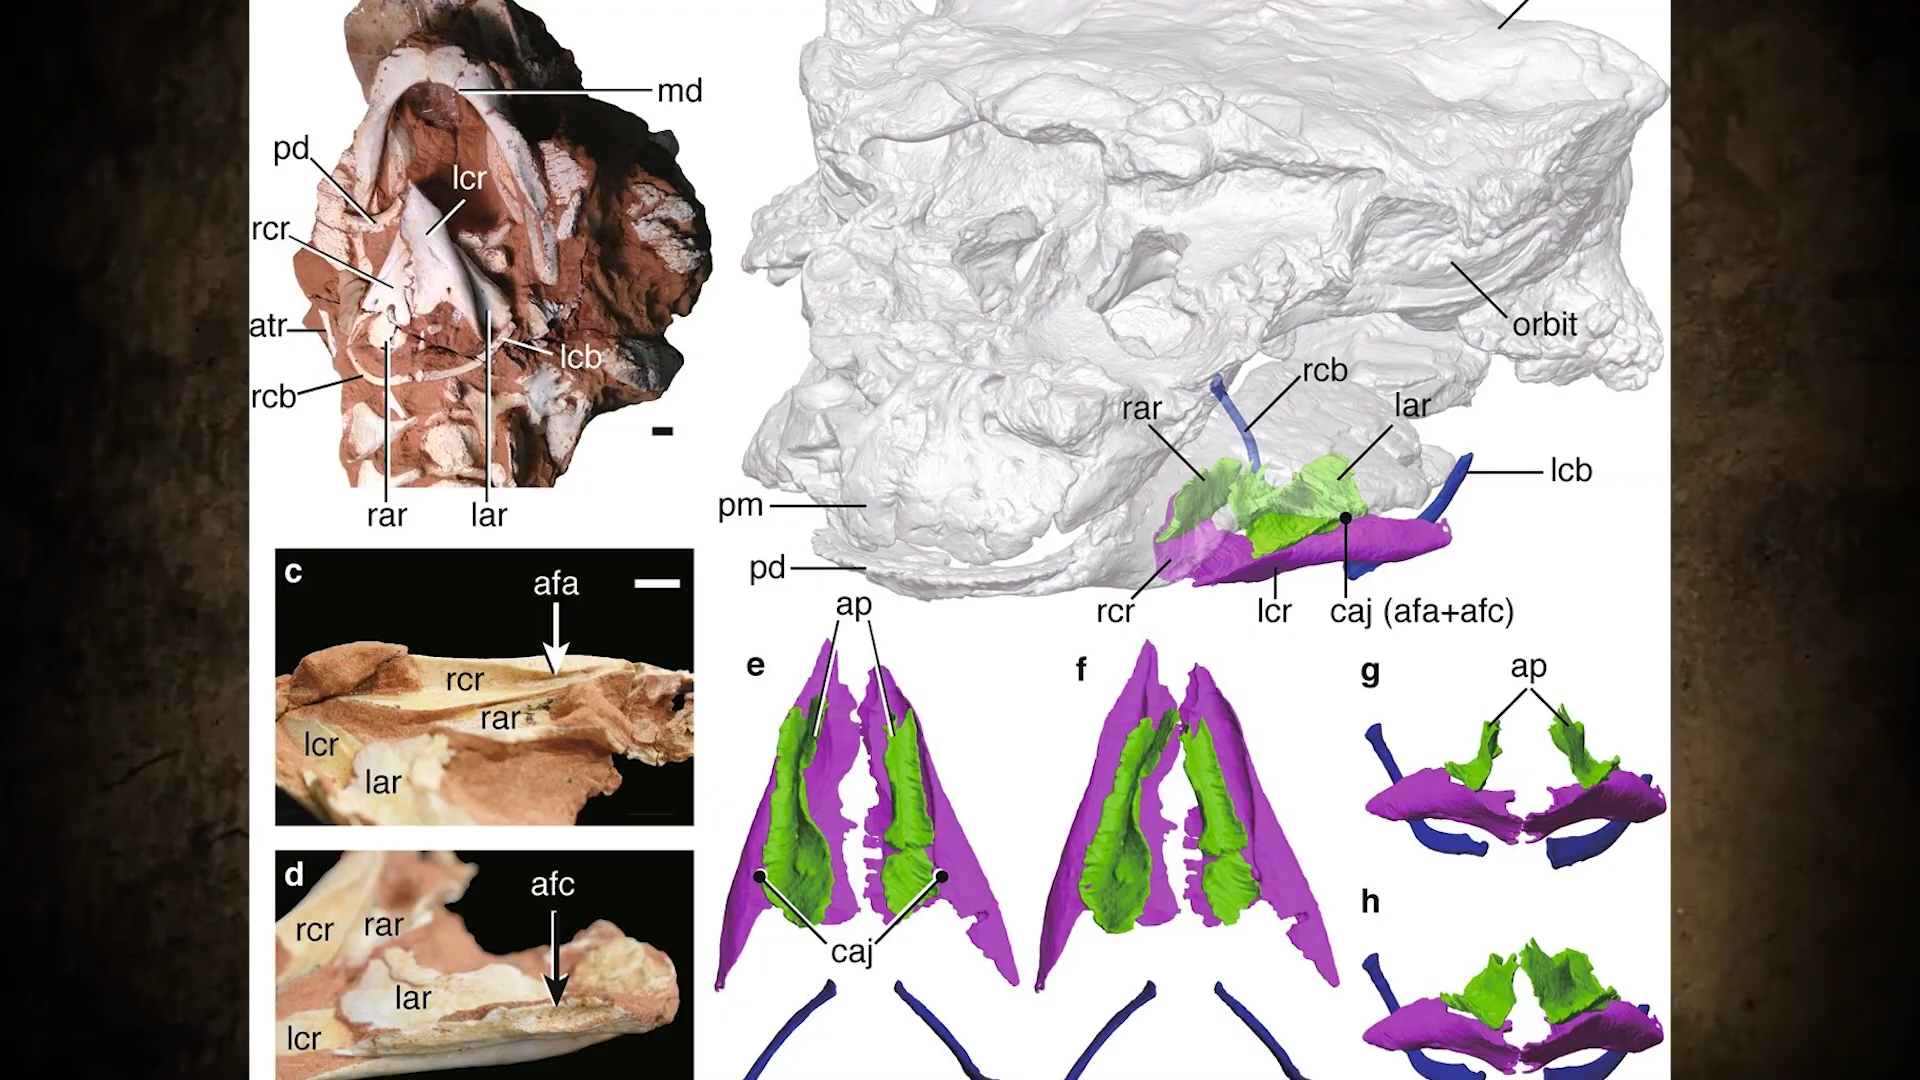 md
pd
lcr
rcr
atr
lcb
rcb
rar
lar
orbit
rcb
rar
lar
lcb
pm
pd
rcr
lcr
caj (afa+afc)
c
afa
rcr
rar
lcr
lar
d
afc
rcr
rar
lar
lcr
e
ap
caj
f
g
ap
h